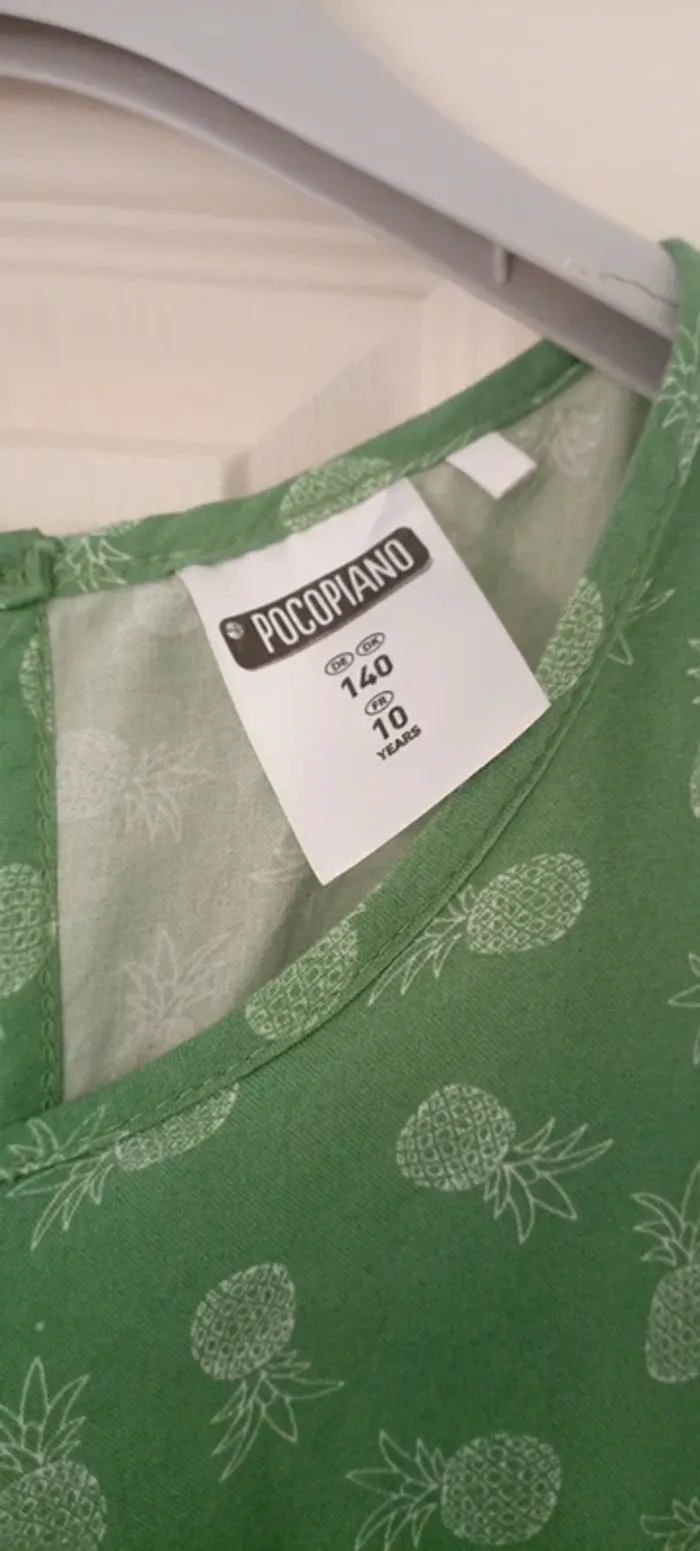 POCOPIANO
DE DK
140
FR
10
YEARS